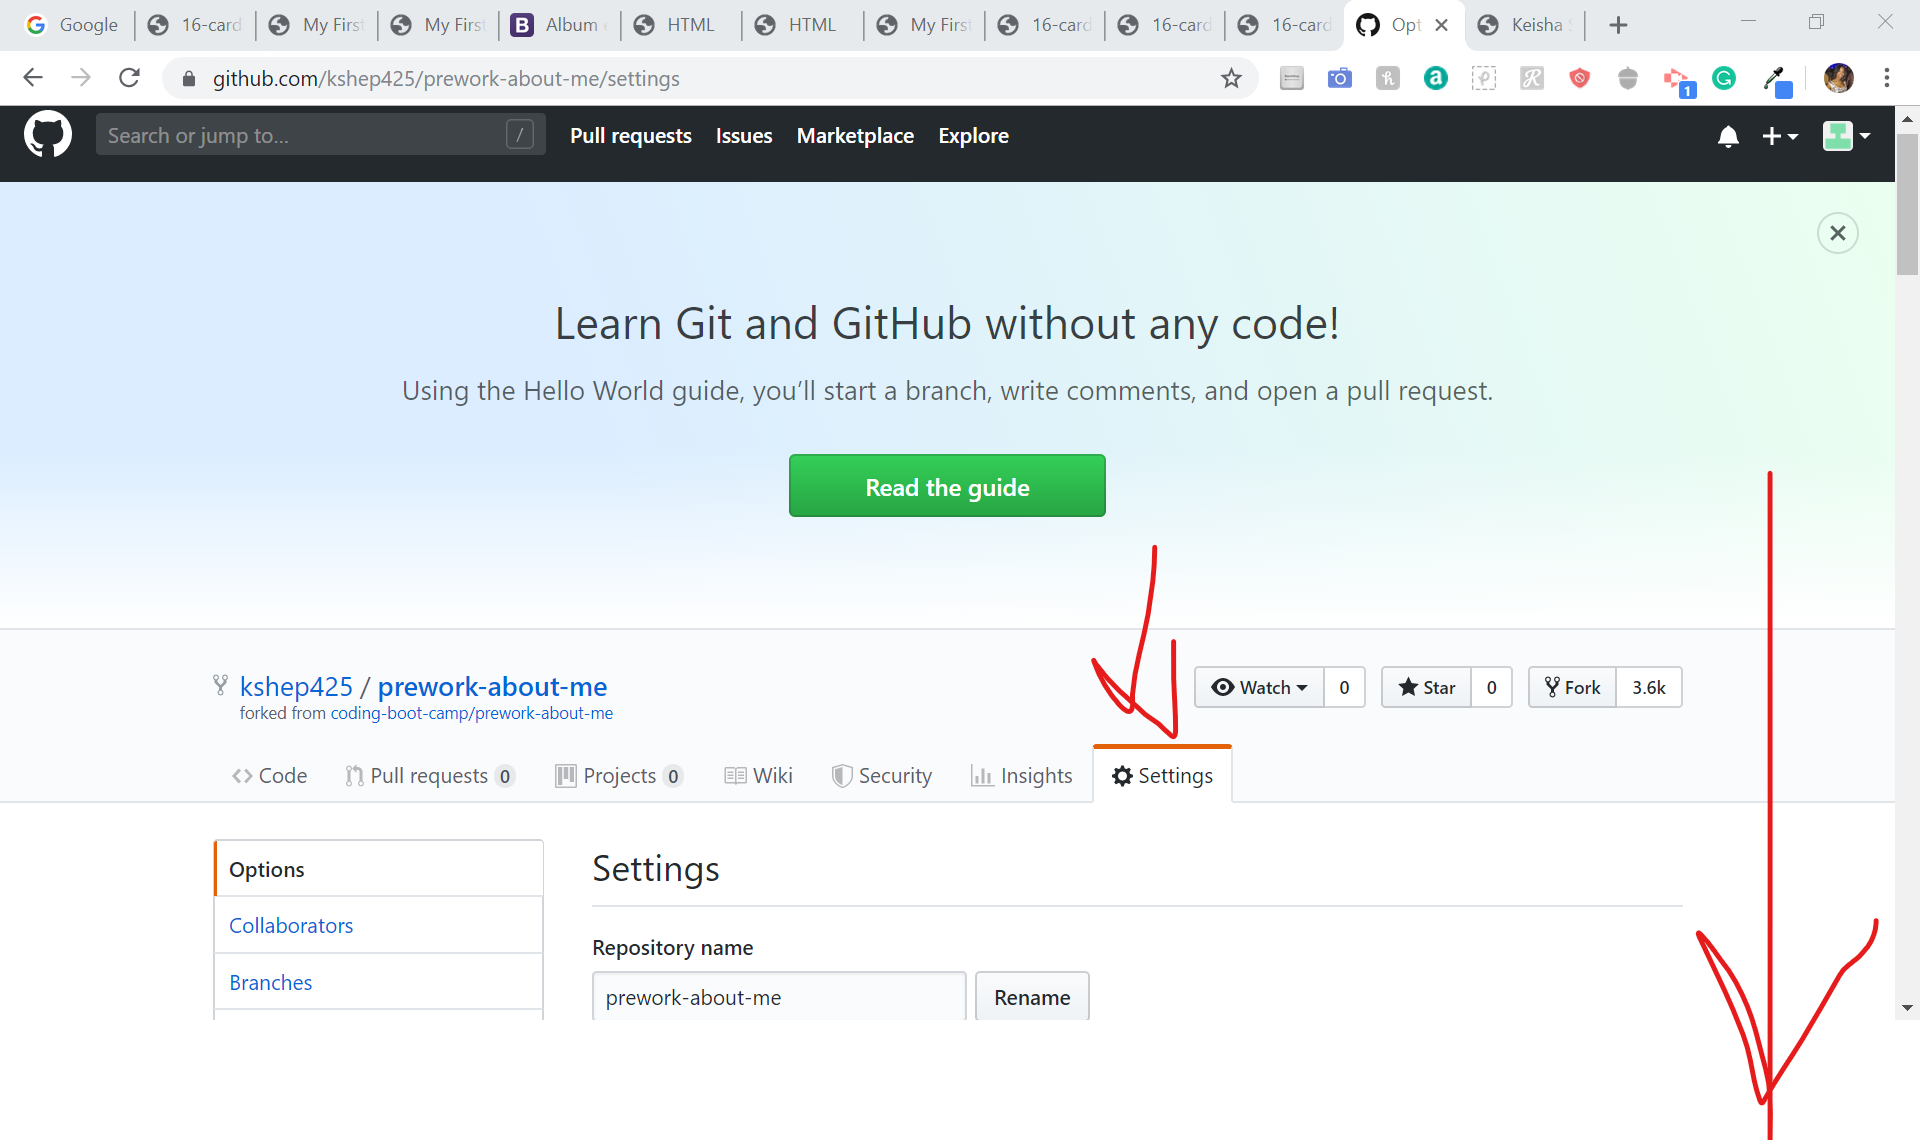 Google 16-card My First My First B Album HTML HTML My First 16-card 16-card 16-card Opt Keisha
github.com/kshep425/prework-about-me/settings
1
Search or jump to... / Pull requests Issues Marketplace Explore
Learn Git and GitHub without any code!
Using the Hello World guide, you’ll start a branch, write comments, and open a pull request.
Read the guide
kshep425 / prework-about-me Watch 0 Star 0 Fork 3.6k
forked from coding-boot-camp/prework-about-me
Code Pull requests 0 Projects 0 Wiki Security Insights Settings
Options
Collaborators
Branches
Settings
Repository name
prework-about-me Rename